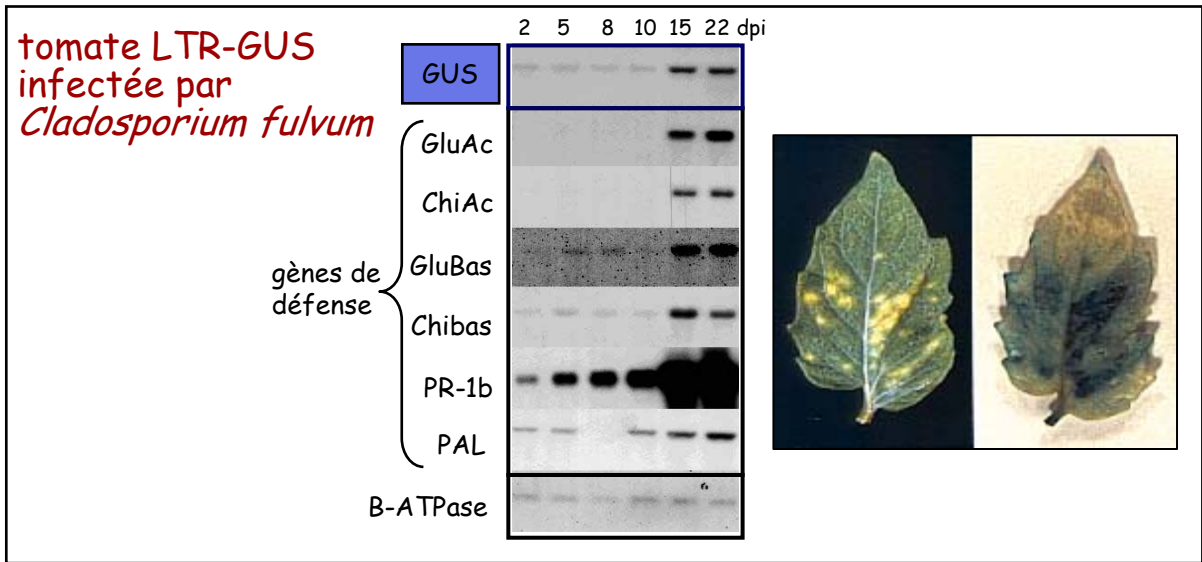 tomate LTR-GUS
infectée par
Cladosporium fulvum
2 5 8 10 15 22 dpi
GUS
gènes de
défense
GluAc
ChiAc
GluBas
Chibas
PR-1b
PAL
B-ATPase